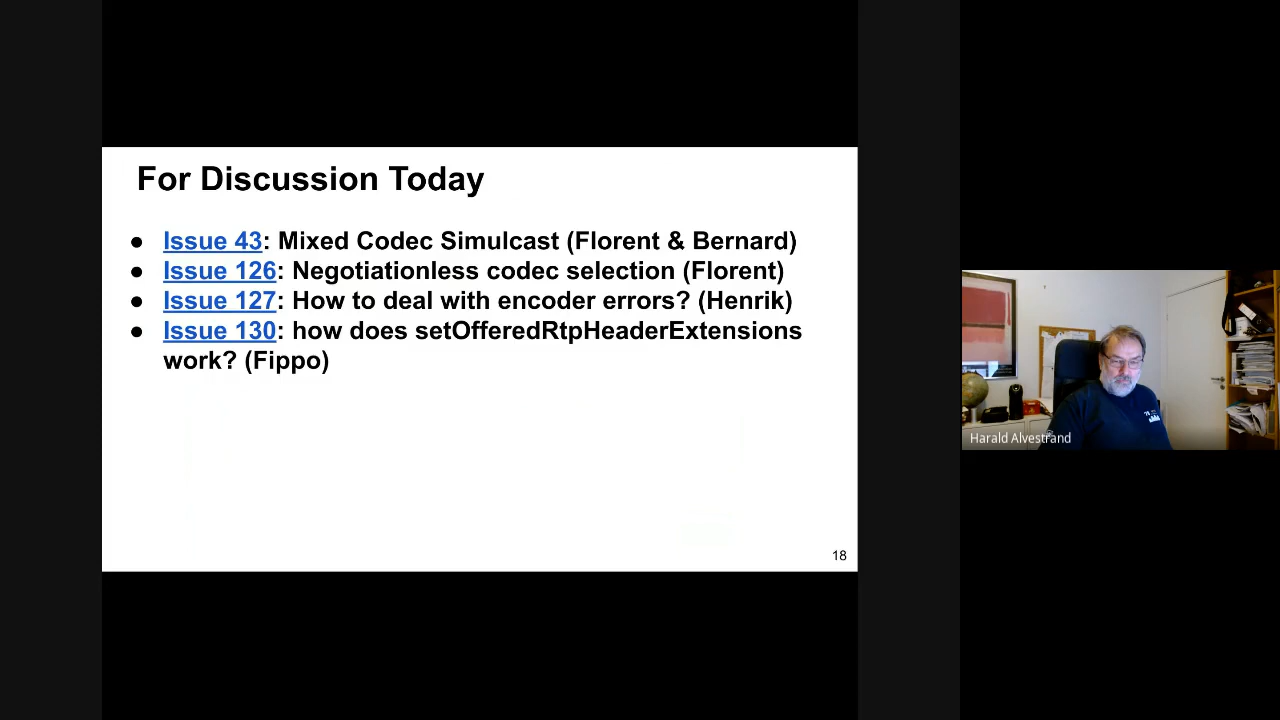 For Discussion Today
● Issue 43: Mixed Codec Simulcast (Florent & Bernard)
● Issue 126: Negotiationless codec selection (Florent)
● Issue 127: How to deal with encoder errors? (Henrik)
● Issue 130: how does setOfferedRtpHeaderExtensions
work? (Fippo)
18
Harald Alvestrand